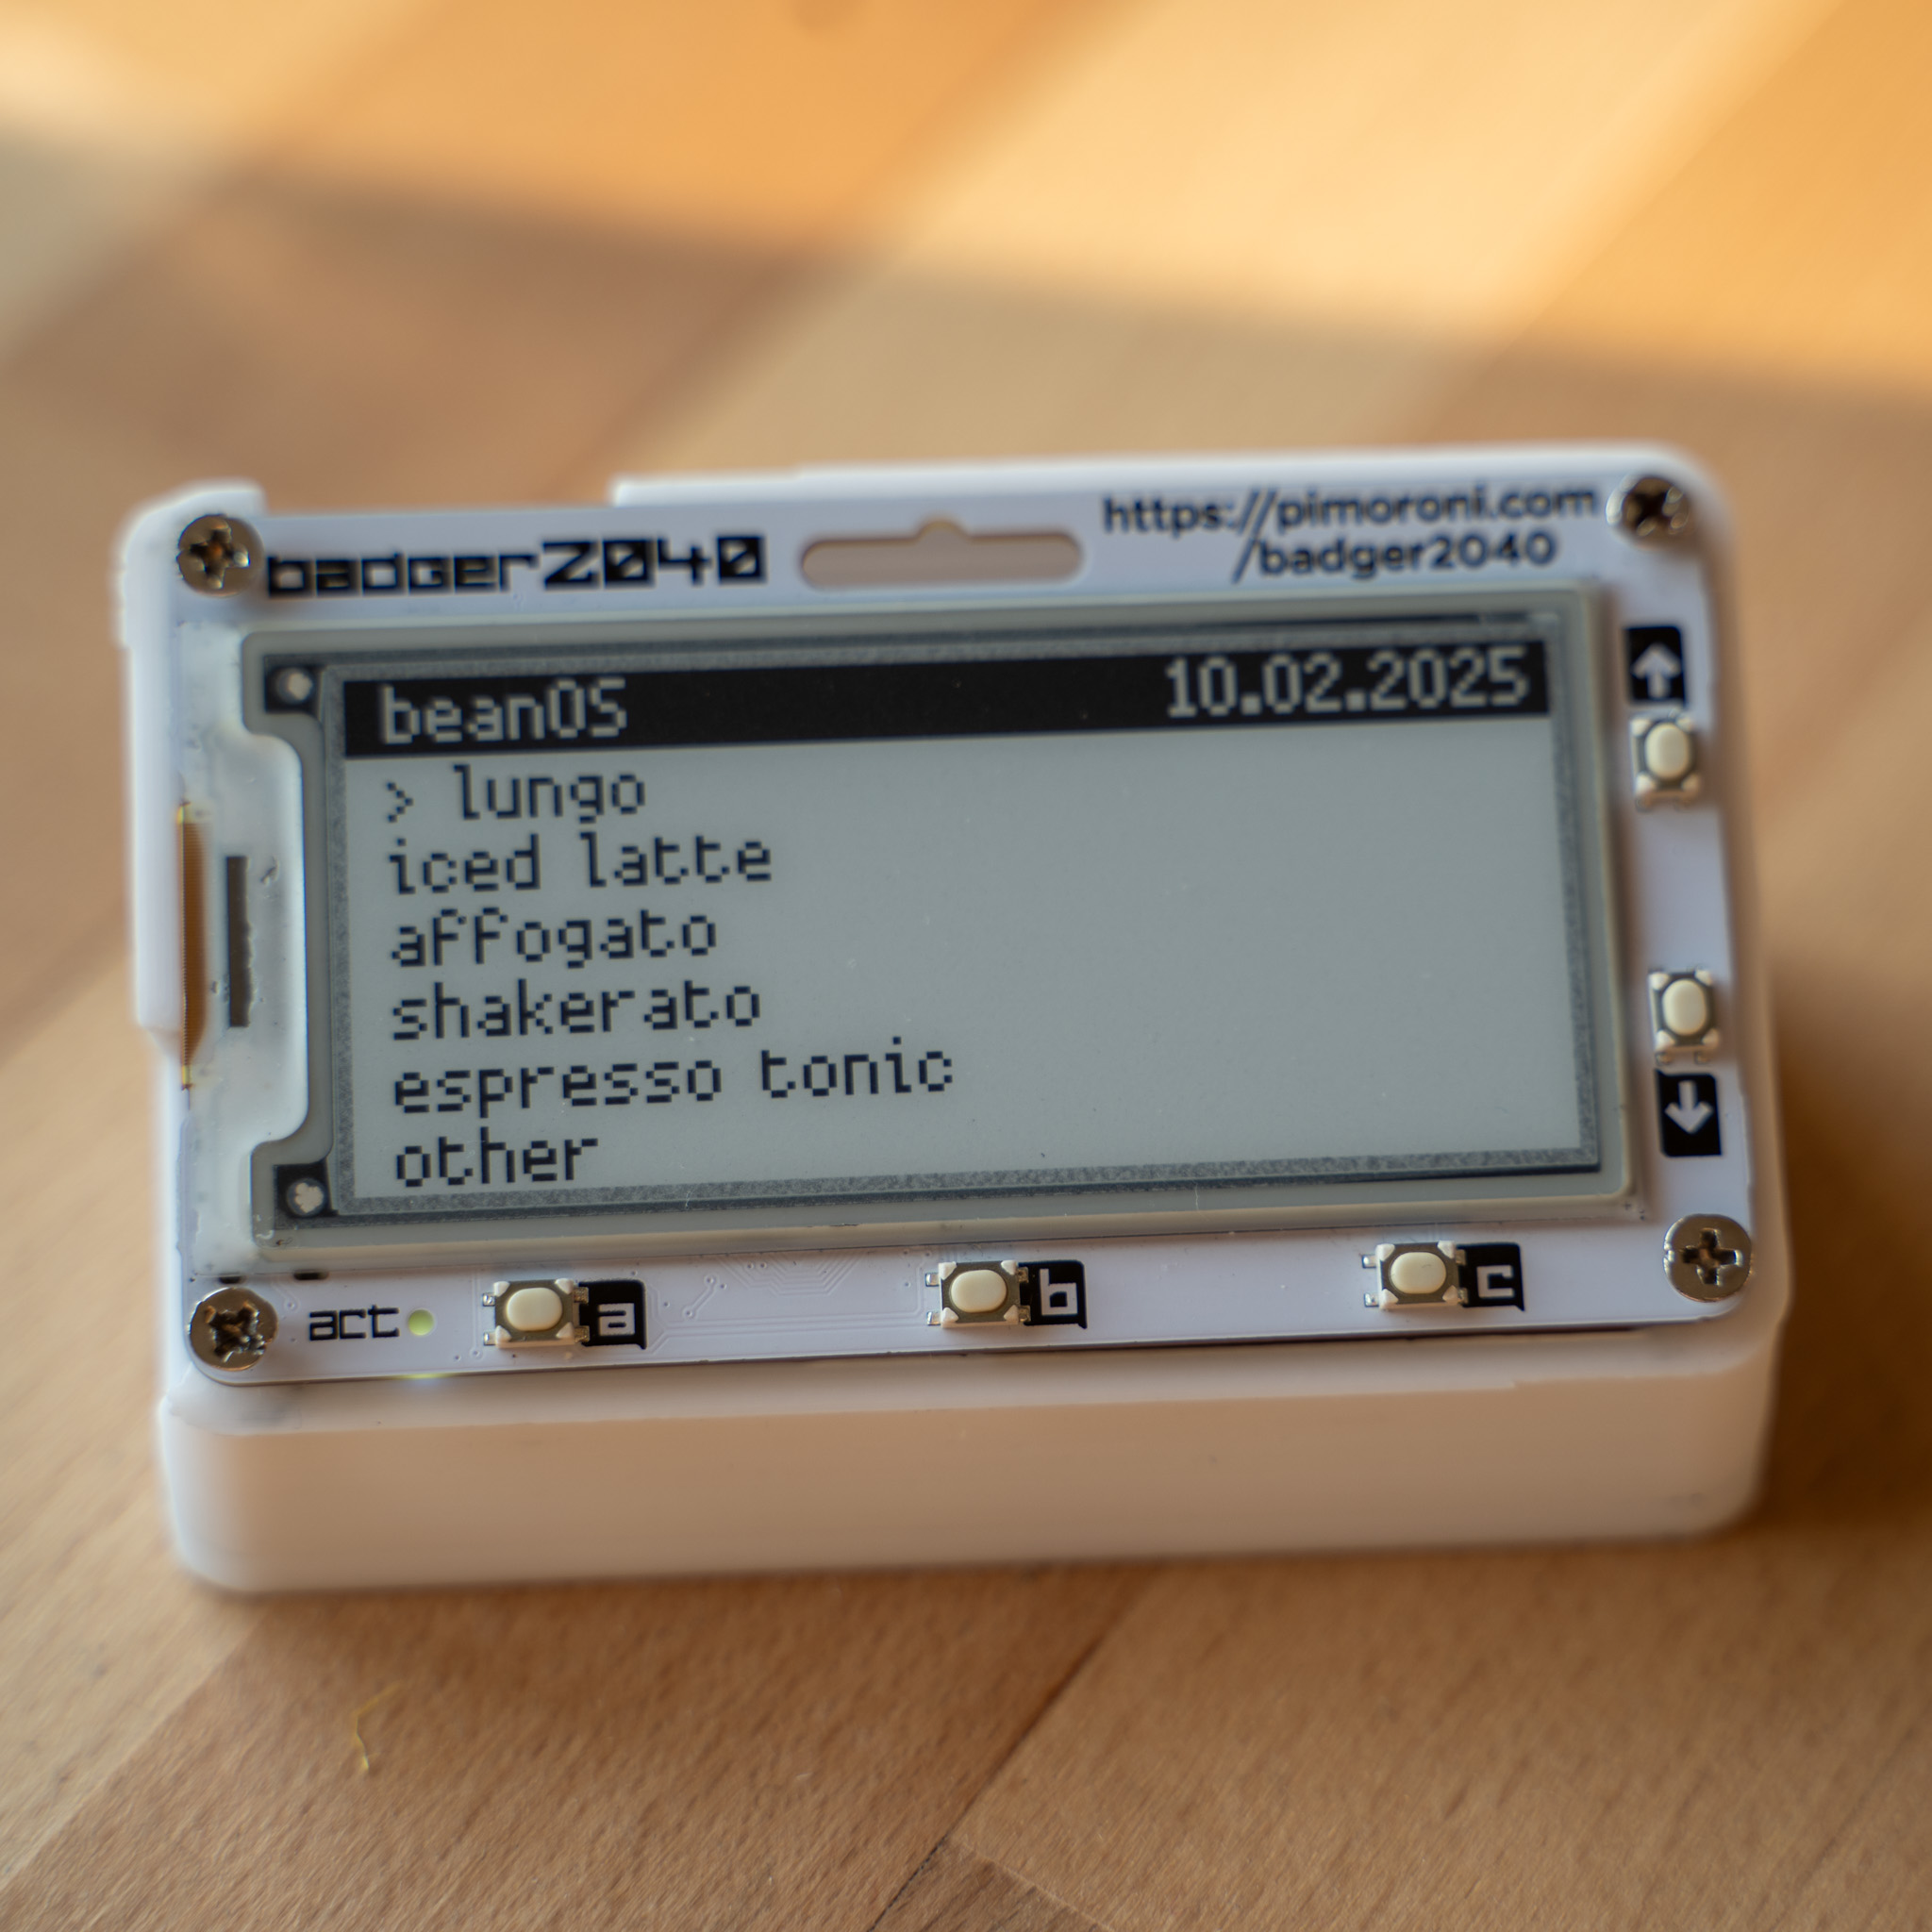 badger2040
https://pimoroni.com
/badger2040
beanOS 10.02.2025
> lungo
iced latte
affogato
shakerato
espresso tonic
other
act a b c